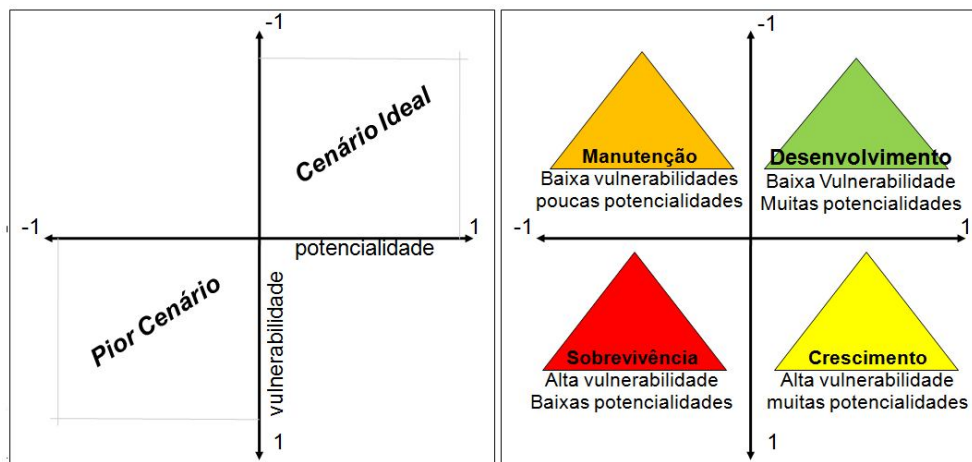 -1
Cenário Ideal
-1
1
potencialidade
Pior Cenário
vulnerabilidade
1
-1
Manutenção
Baixa vulnerabilidades
poucas potencialidades
Desenvolvimento
Baixa Vulnerabilidade
Muitas potencialidades
-1
1
Sobrevivência
Alta vulnerabilidade
Baixas potencialidades
Crescimento
Alta vulnerabilidade
muitas potencialidades
1